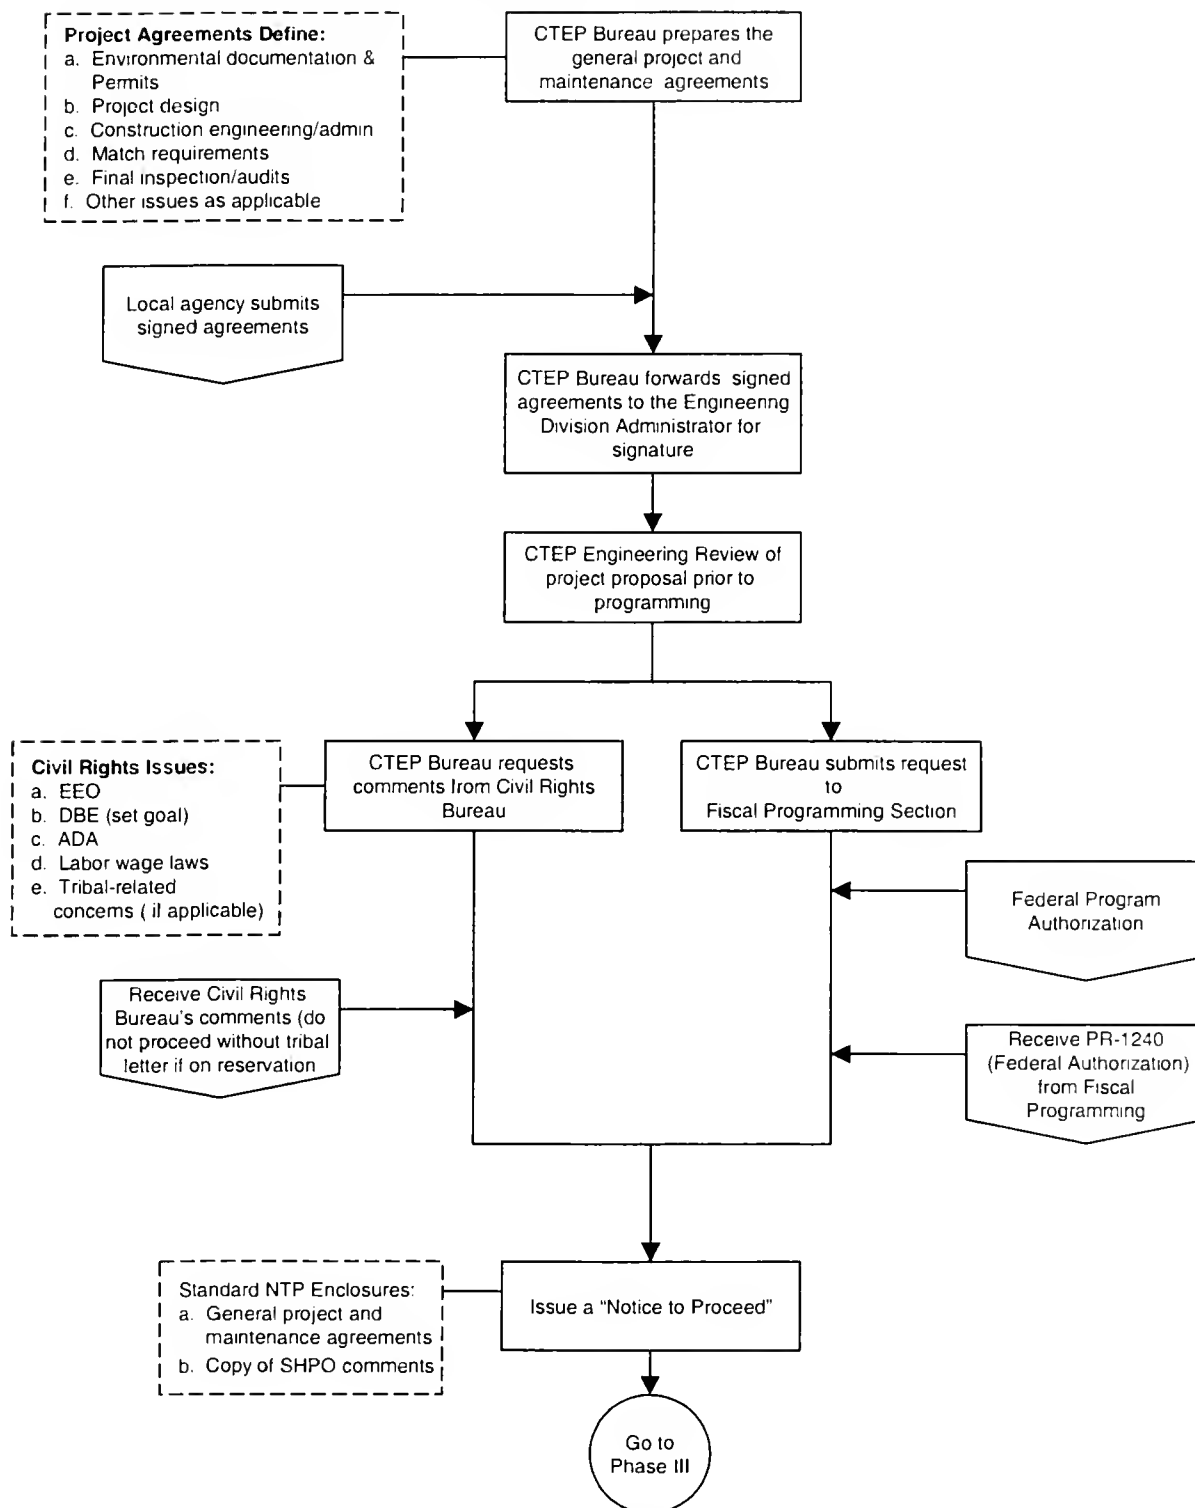 Project Agreements Define:
a. Environmental documentation &
Permits
b. Project design
c. Construction engineering/admin
d. Match requirements
e. Final inspection/audits
f. Other issues as applicable
CTEP Bureau prepares the
general project and
maintenance agreements
Local agency submits
signed agreements
CTEP Bureau forwards signed
agreements to the Engineering
Division Administrator for
signature
CTEP Engineering Review of
project proposal prior to
programming
Civil Rights Issues:
a. EEO
b. DBE (set goal)
c. ADA
d. Labor wage laws
e. Tribal-related
concerns ( if applicable)
CTEP Bureau requests
comments from Civil Rights
Bureau
CTEP Bureau submits request
to
Fiscal Programming Section
Federal Program
Authorization
Receive Civil Rights
Bureau's comments (do
not proceed without tribal
letter if on reservation
Receive PR-1240
(Federal Authorization)
from Fiscal
Programming
Standard NTP Enclosures:
a. General project and
maintenance agreements
b. Copy of SHPO comments
Issue a “Notice to Proceed”
Go to
Phase III